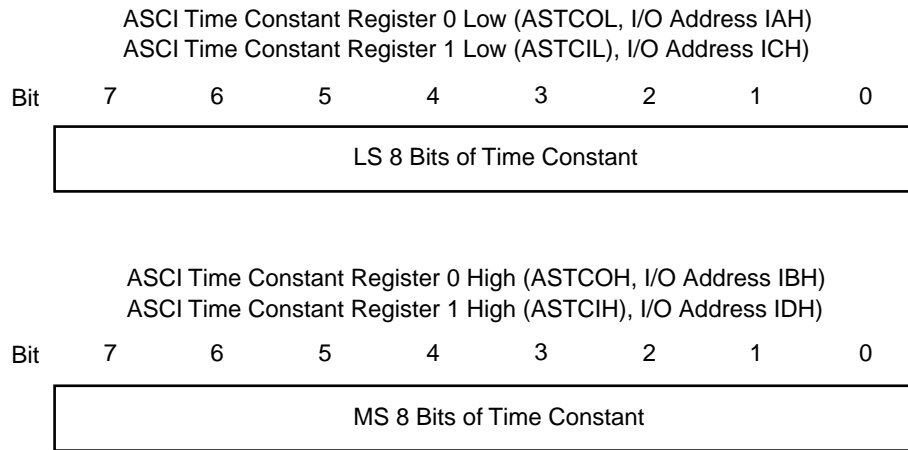 ASCI Time Constant Register 0 Low (ASTCOL, I/O Address IAH)
ASCI Time Constant Register 1 Low (ASTCIL), I/O Address ICH)
Bit 7 6 5 4 3 2 1 0
LS 8 Bits of Time Constant
ASCI Time Constant Register 0 High (ASTCOH, I/O Address IBH)
ASCI Time Constant Register 1 High (ASTCIH), I/O Address IDH)
Bit 7 6 5 4 3 2 1 0
MS 8 Bits of Time Constant